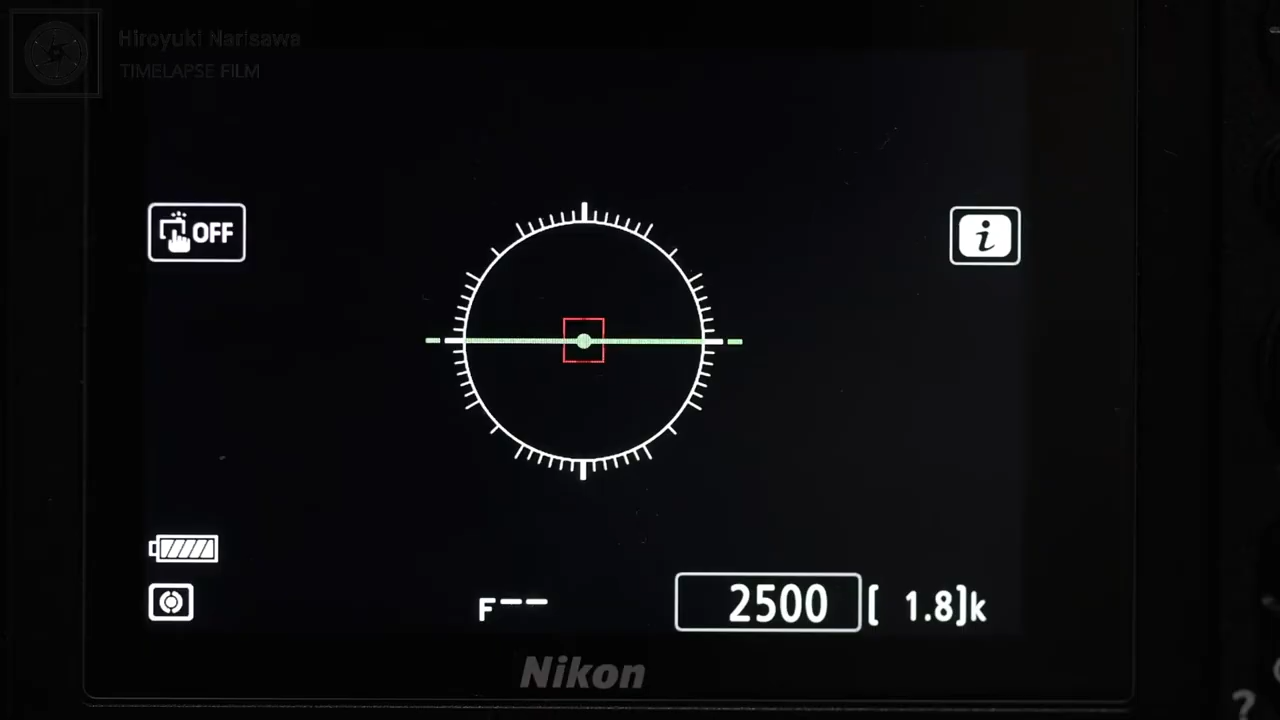 Hiroyuki Narisawa
TIMELAPSE FILM
OFF
i
F--
2500 [ 1.8]k
Nikon
?